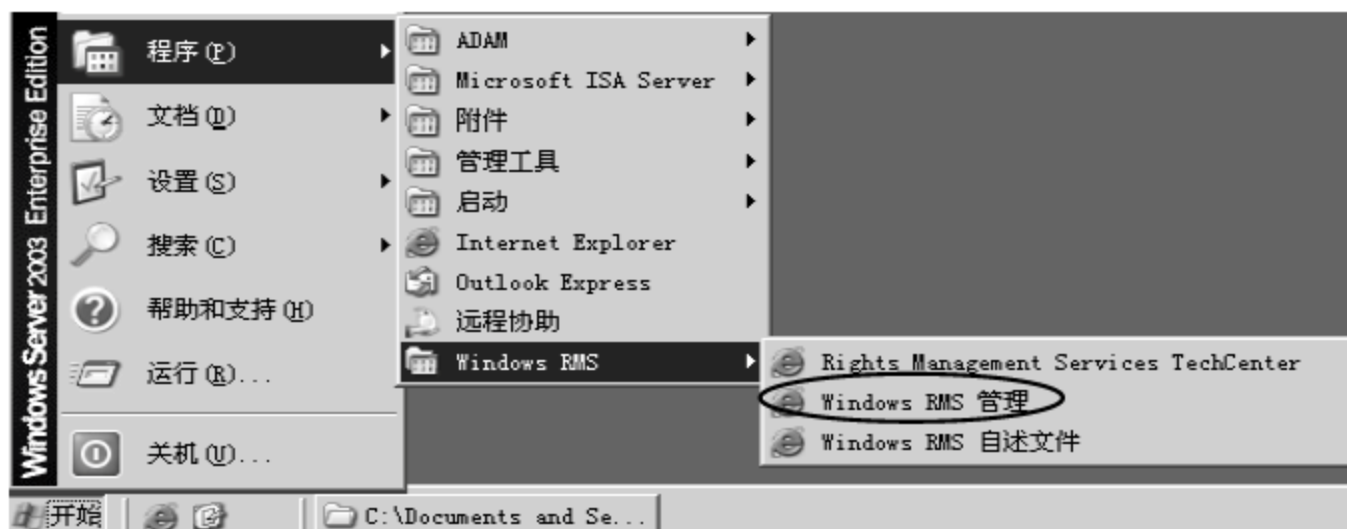 Windows Server 2003 Enterprise Edition
程序(P)
文档(D)
设置(S)
搜索(C)
帮助和支持(H)
运行(R)...
关机(U)...
ADAM
Microsoft ISA Server
附件
管理工具
启动
Internet Explorer
Outlook Express
远程协助
Windows RMS
Rights Management Services TechCenter
Windows RMS 管理
Windows RMS 自述文件
开始
C:\Documents and Se...